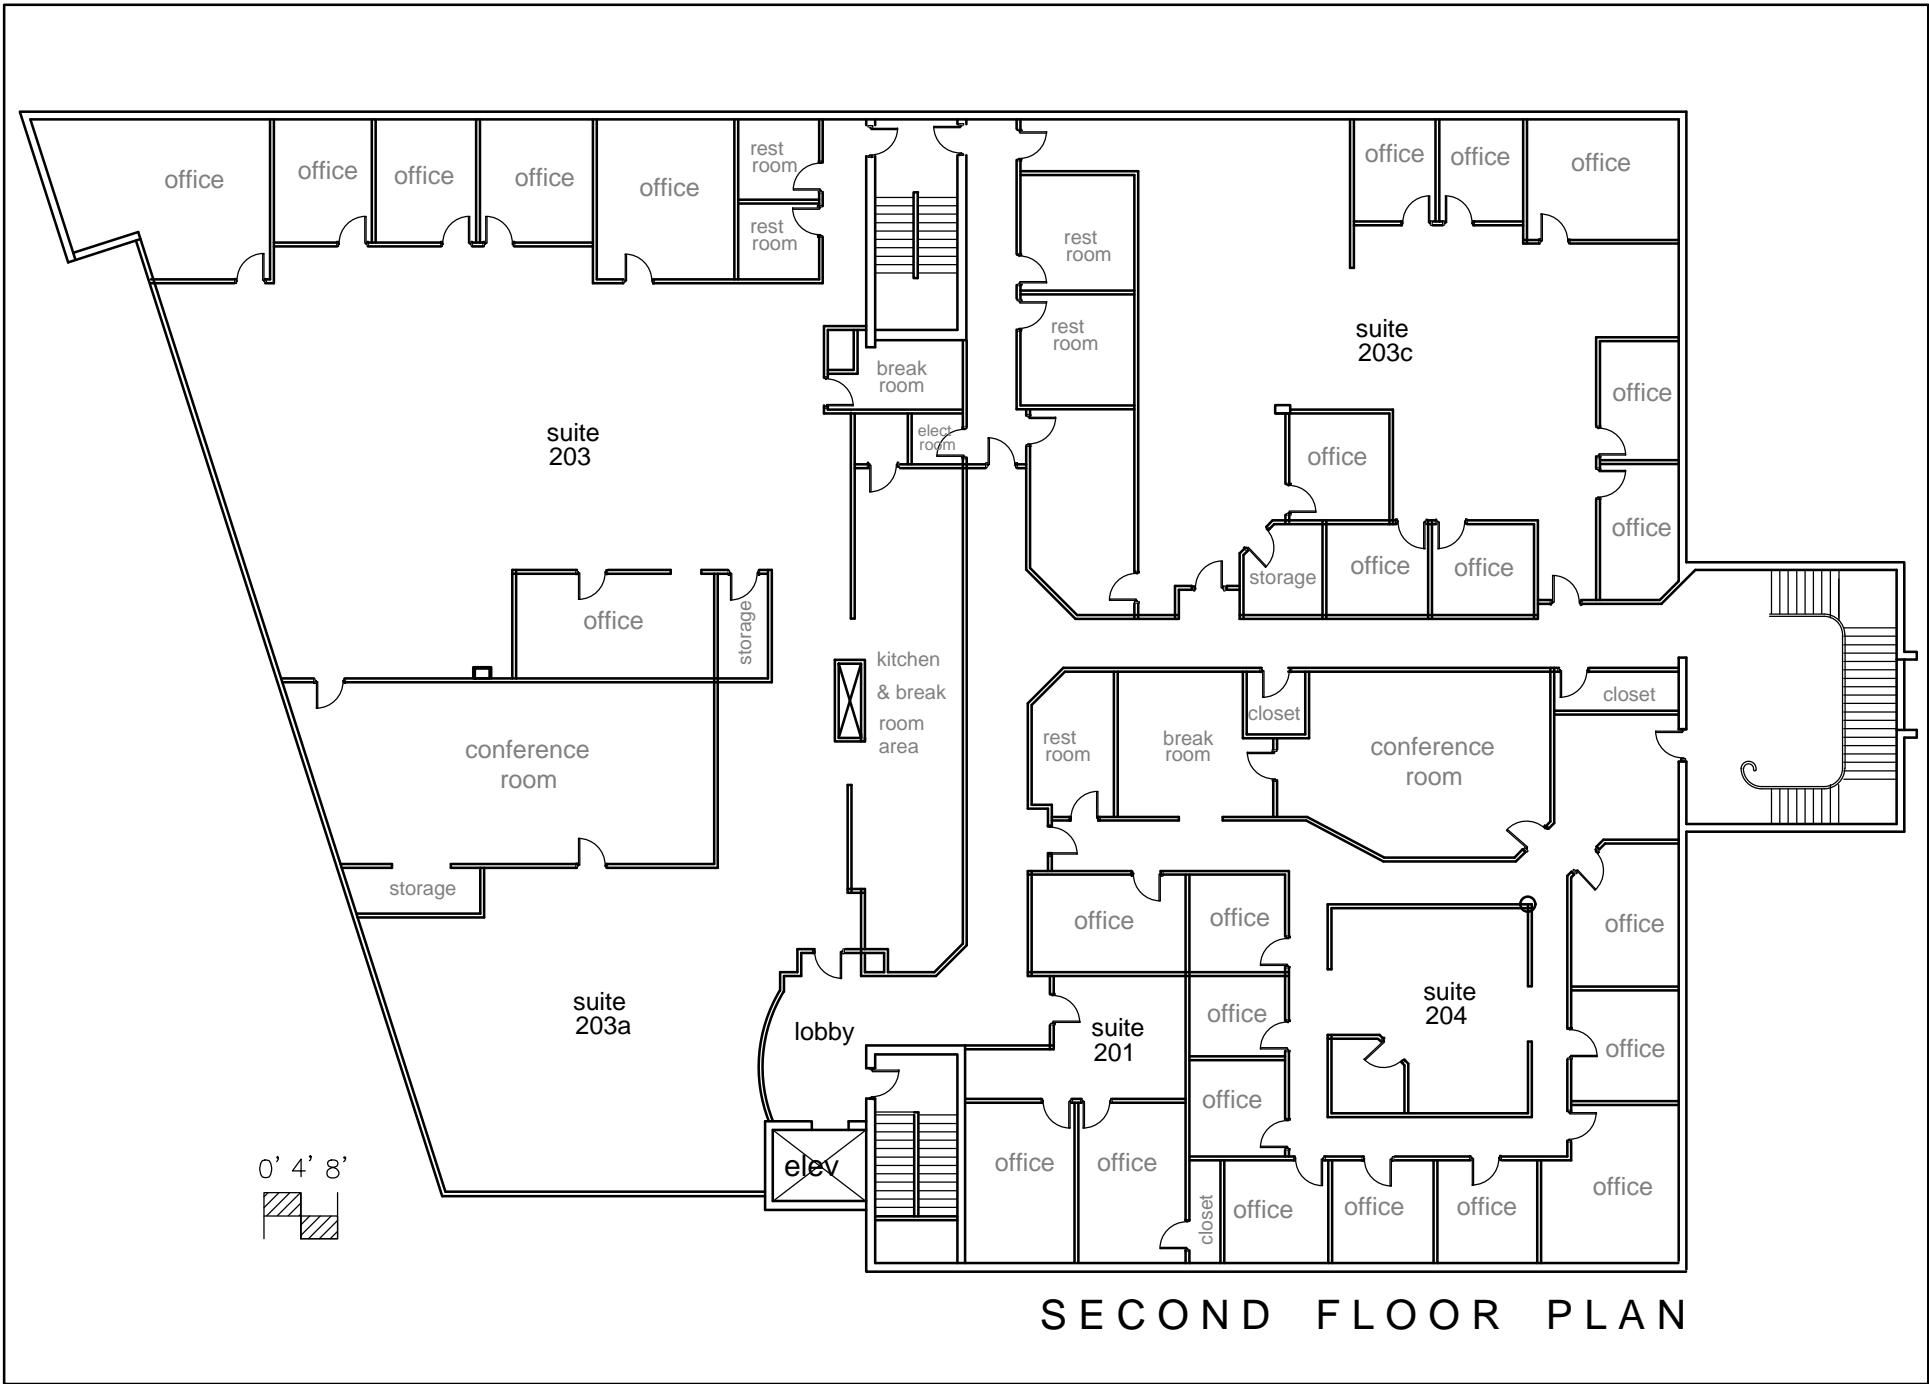 office
office
office
office
office
rest
room
rest
room
rest
room
rest
room
office
office
office
suite
203c
office
office
office
storage
office
office
break
room
elect
room
suite
203
office
storage
kitchen
& break
room
area
conference
room
storage
rest
room
break
room
closet
conference
room
closet
office
office
office
office
office
office
suite
204
office
office
office
office
office
closet
suite
201
office
office
suite
203a
lobby
elev
0' 4' 8'
SECOND FLOOR PLAN